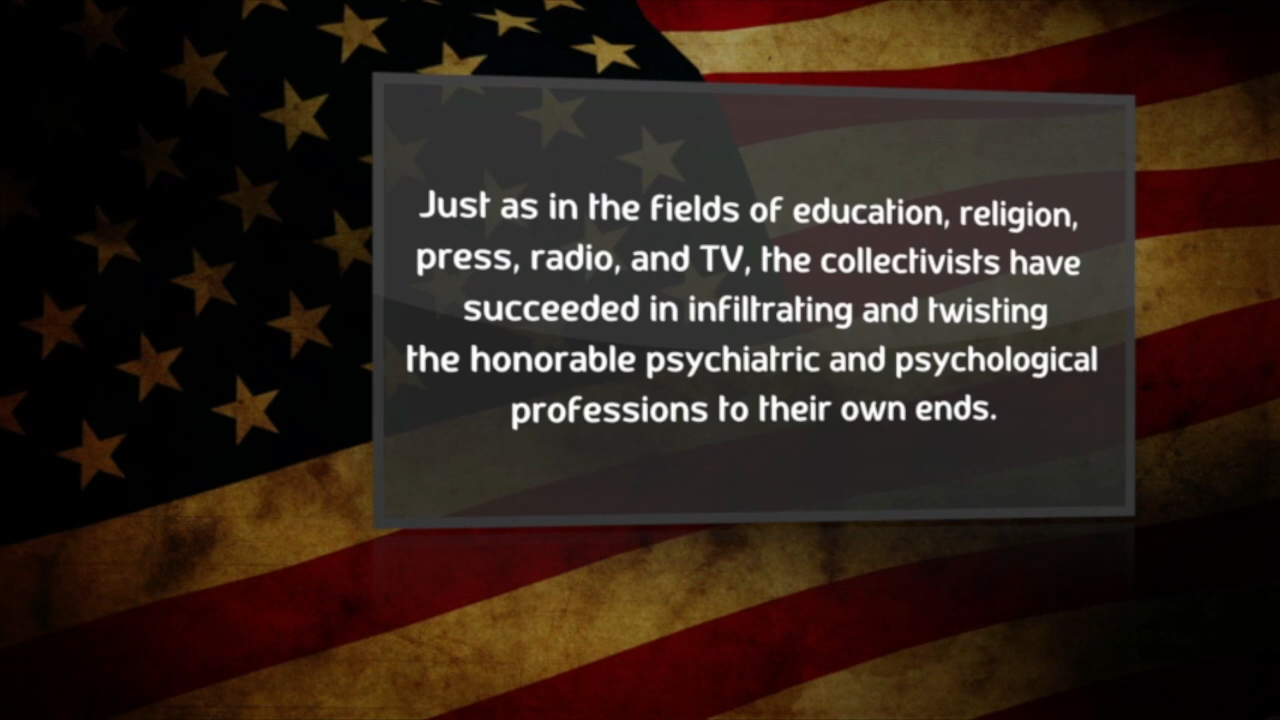 Just as in the fields of education, religion,
press, radio, and TV, the collectivists have
succeeded in infiltrating and twisting
the honorable psychiatric and psychological
professions to their own ends.